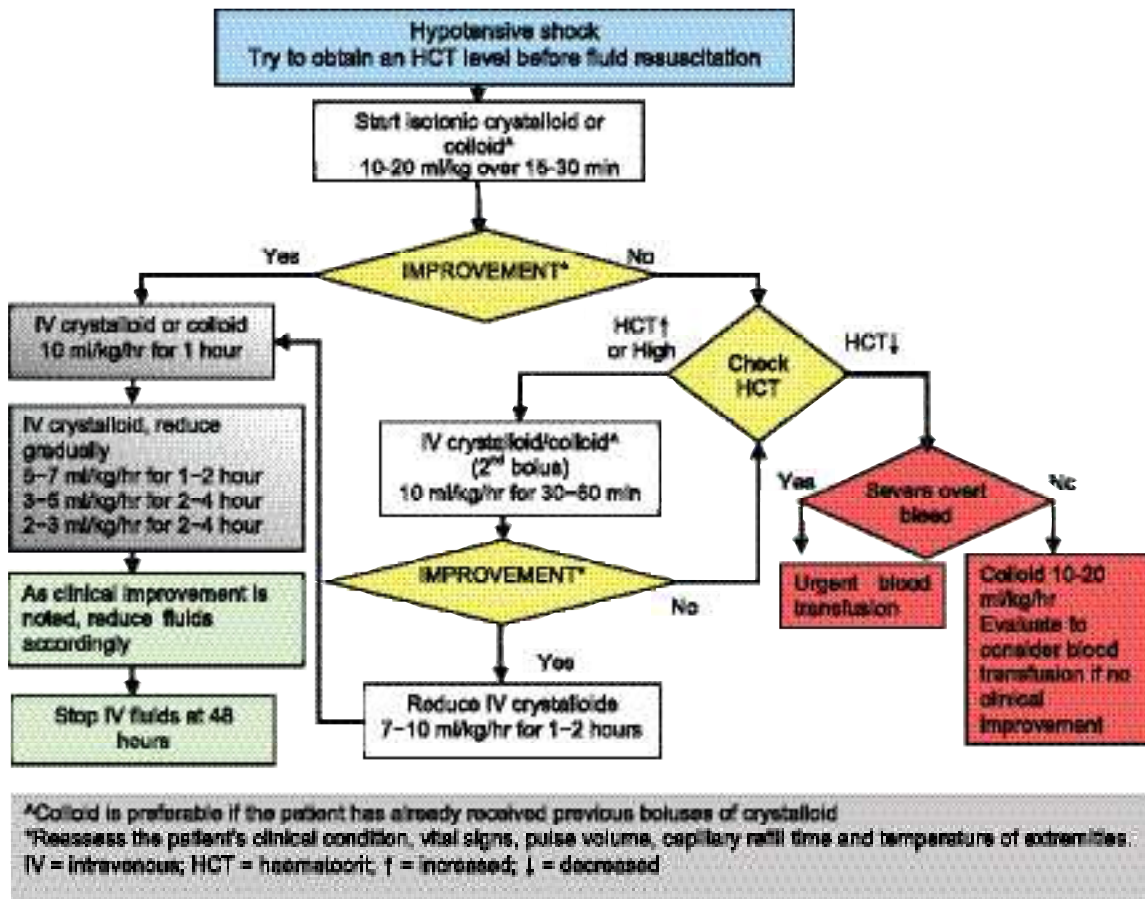 Hypotensive shock
Try to obtain an HCT level before fluid resuscitation
Start isotonic crystalloid or
colloid^
10-20 ml/kg over 15-30 min
Yes
IMPROVEMENT*
No
IV crystalloid or colloid
10 ml/kg/hr for 1 hour
HCT↑
or High
Check
HCT
HCT↓
IV crystalloid, reduce
gradually
5–7 ml/kg/hr for 1–2 hour
3–5 ml/kg/hr for 2–4 hour
2–3 ml/kg/hr for 2–4 hour
IV crystalloid/colloid^
(2nd bolus)
10 ml/kg/hr for 30–60 min
Yes
Severe overt
bleed
No
IMPROVEMENT*
No
Urgent blood
transfusion
Colloid 10-20
ml/kg/hr
Evaluate to
consider blood
transfusion if no
clinical
improvement
As clinical improvement is
noted, reduce fluids
accordingly
Yes
Stop IV fluids at 48
hours
Reduce IV crystalloids
7–10 ml/kg/hr for 1–2 hours
^Colloid is preferable if the patient has already received previous boluses of crystalloid
*Reassess the patient's clinical condition, vital signs, pulse volume, capillary refill time and temperature of extremities.
IV = intravenous; HCT = haematocrit; ↑ = increased; ↓ = decreased